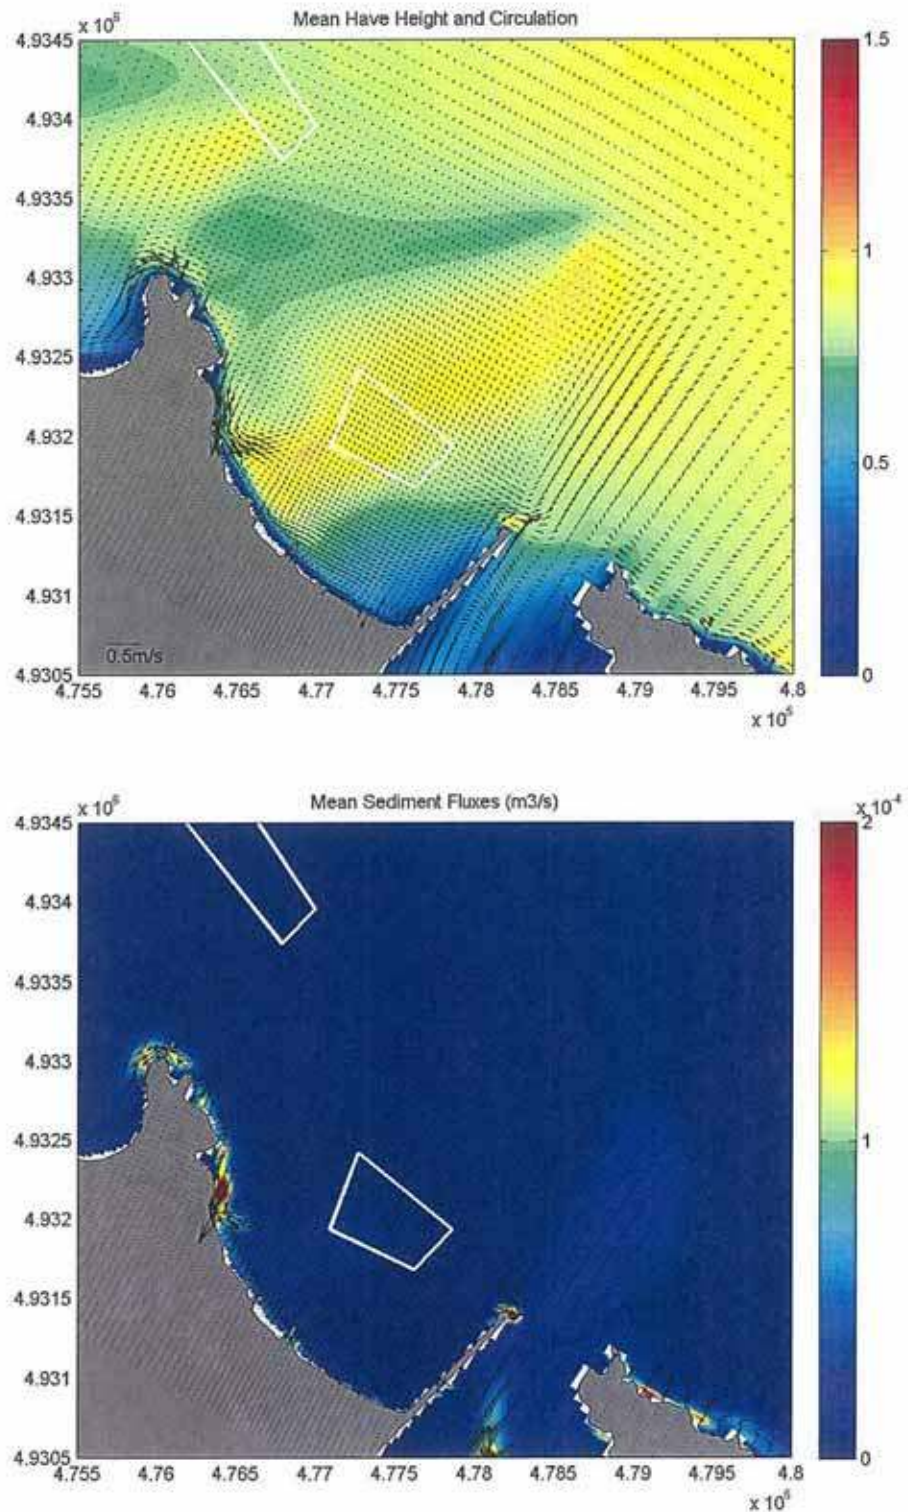 Mean Have Height and Circulation
x 10⁶
4.9345
4.934
4.9335
4.933
4.9325
4.932
4.9315
4.931
4.9305
0.5m/s
4.755 4.76 4.765 4.77 4.775 4.78 4.785 4.79 4.795 4.8
x 10⁵
1.5
1
0.5
0
Mean Sediment Fluxes (m3/s)
x 10⁶
x 10⁻⁴
4.9345
4.934
4.9335
4.933
4.9325
4.932
4.9315
4.931
4.9305
4.755 4.76 4.765 4.77 4.775 4.78 4.785 4.79 4.795 4.8
x 10⁵
2
1
0